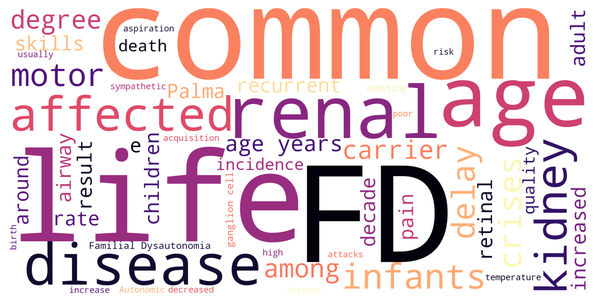 degree
common
skills
aspiration
death
usually
risk
adult
motor
sympathetic
Palma
recurrent
vomiting
age
affected
renal
poor
acquisition
e
age years
carrier
life
FD
airway
result
children
incidence
around
rate
ganglion cell
decade
pain
delay
retinal
crises
quality
kidney
increased
birth
Familial Dysautonomia
high
attacks
disease
among
infants
temperature
increase
Autonomic
decreased